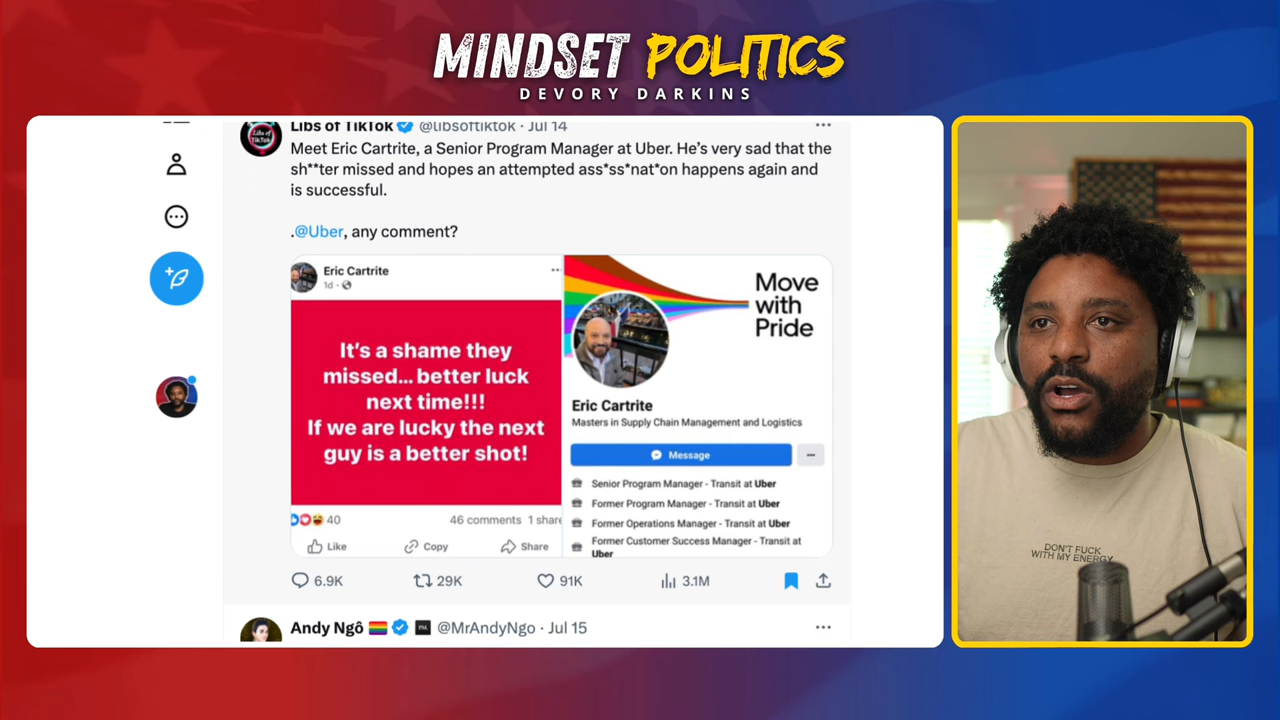 MINDSET POLITICS
DEVORY DARKINS
Libs of TikTok @libsoftiktok · Jul 14
Meet Eric Cartrite, a Senior Program Manager at Uber. He's very sad that the
sh**ter missed and hopes an attempted ass*ss*nat*on happens again and
is successful.
.@Uber, any comment?
Eric Cartrite
1d ·
It's a shame they
missed... better luck
next time!!!
If we are lucky the next
guy is a better shot!
40
46 comments 1 share
Like Copy Share
Move
with
Pride
Eric Cartrite
Masters in Supply Chain Management and Logistics
Message
Senior Program Manager - Transit at Uber
Former Program Manager - Transit at Uber
Former Operations Manager - Transit at Uber
Former Customer Success Manager - Transit at
Uber
6.9K 29K 91K 3.1M
Andy Ngô @MrAndyNgo · Jul 15
DON'T FUCK
WITH MY ENERGY